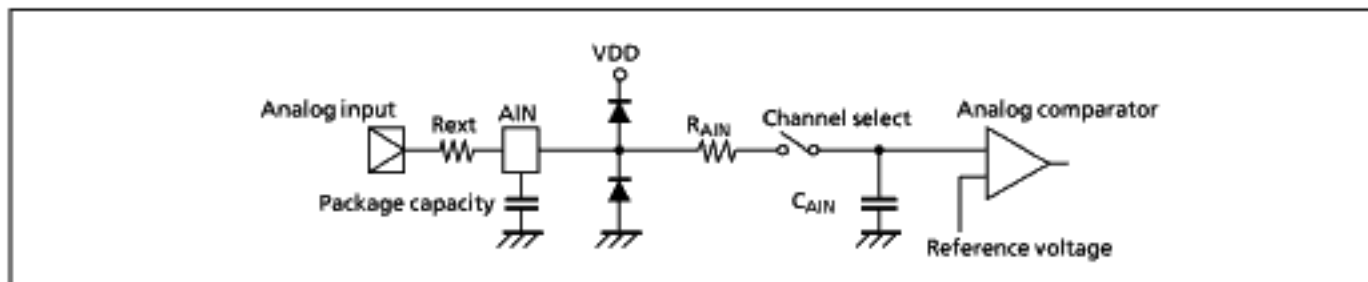 VDD
Analog input
Rext
AIN
RAIN
Channel select
Analog comparator
Package capacity
CAIN
Reference voltage